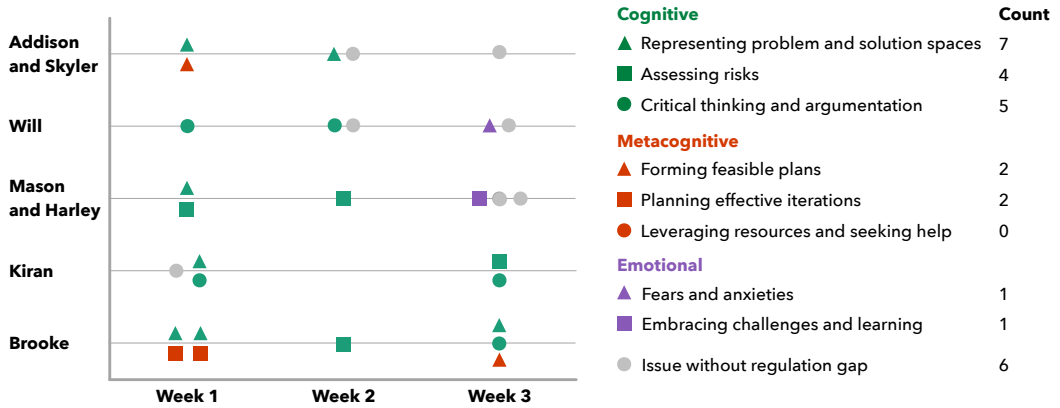 Addison
and Skyler
Will
Mason
and Harley
Kiran
Brooke
Week 1 Week 2 Week 3
Cognitive Count
Representing problem and solution spaces 7
Assessing risks 4
Critical thinking and argumentation 5
Metacognitive
Forming feasible plans 2
Planning effective iterations 2
Leveraging resources and seeking help 0
Emotional
Fears and anxieties 1
Embracing challenges and learning 1
Issue without regulation gap 6